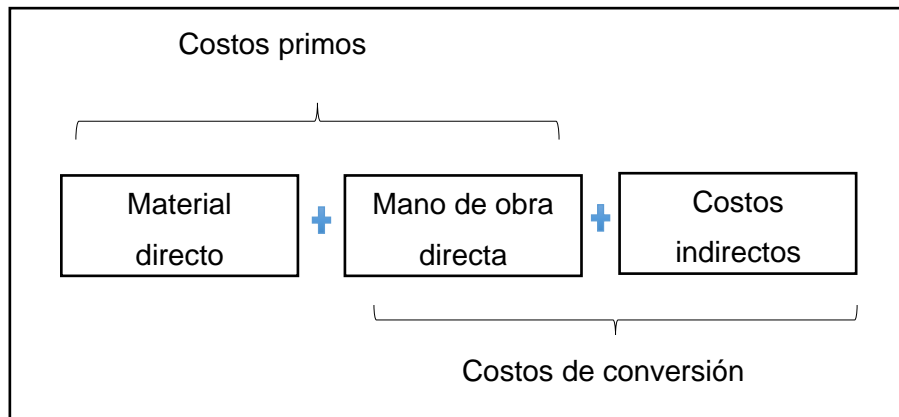 Costos primos
Material
directo
+
Mano de obra
directa
+
Costos
indirectos
Costos de conversión